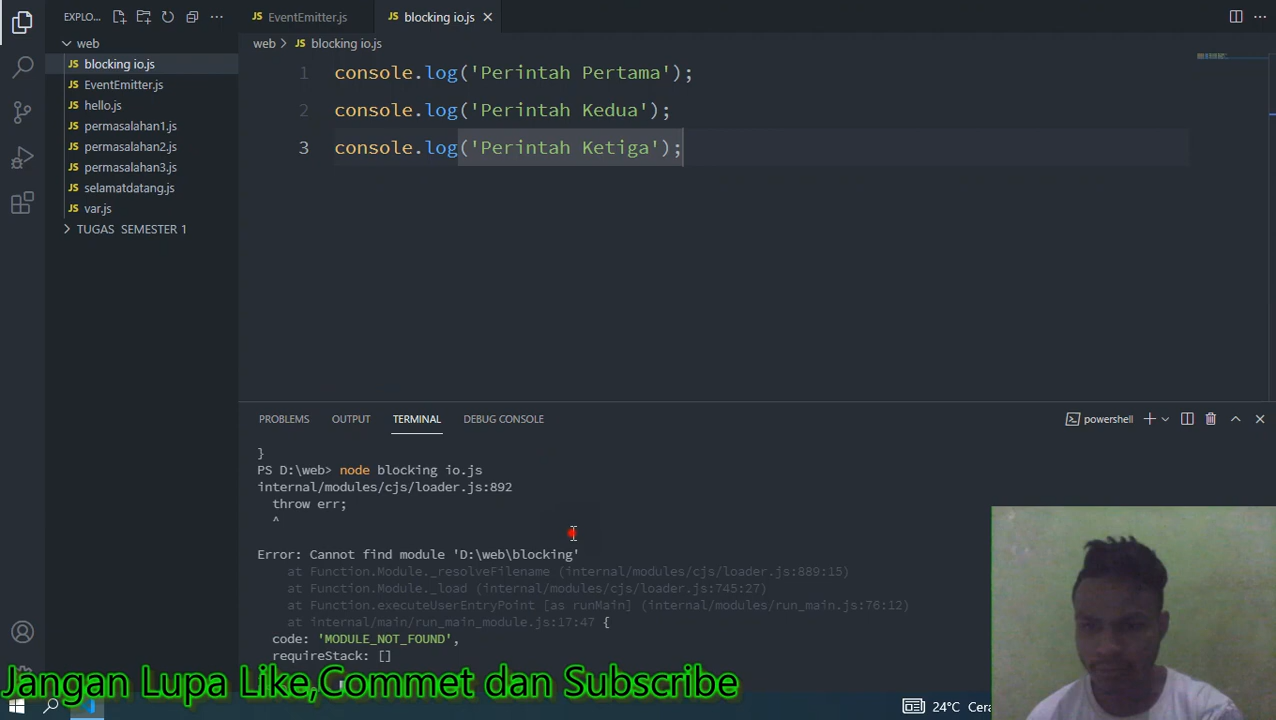 EXPLO... ···
EventEmitter.js
blocking io.js
web
web > blocking io.js
blocking io.js
EventEmitter.js
hello.js
permasalahan1.js
permasalahan2.js
permasalahan3.js
selamatdatang.js
var.js
TUGAS SEMESTER 1
1 console.log('Perintah Pertama');
2 console.log('Perintah Kedua');
3 console.log('Perintah Ketiga');
PROBLEMS OUTPUT TERMINAL DEBUG CONSOLE powershell
}
PS D:\web> node blocking io.js
internal/modules/cjs/loader.js:892
throw err;
^
Error: Cannot find module 'D:\web\blocking'
at Function.Module._resolveFilename (internal/modules/cjs/loader.js:889:15)
at Function.Module._load (internal/modules/cjs/loader.js:745:27)
at Function.executeUserEntryPoint [as runMain] (internal/modules/run_main.js:76:12)
at internal/main/run_main_module.js:17:47 {
code: 'MODULE_NOT_FOUND',
requireStack: []
Jangan Lupa Like,Commet dan Subscribe
24°C Cera